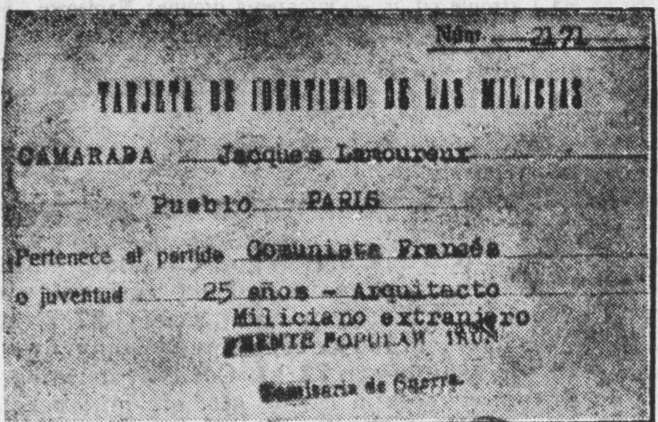 Núm. 2171
TARJETA DE IDENTIDAD DE LAS MILICIAS
CAMARADA Jacques Lamoureux
Pueblo PARIS
Pertenece al partido Comunista Francés
o juventud 25 años - Arquitecto
Miliciano extranjero
FRENTE POPULAR IRUN
Comisaria de Guerra.